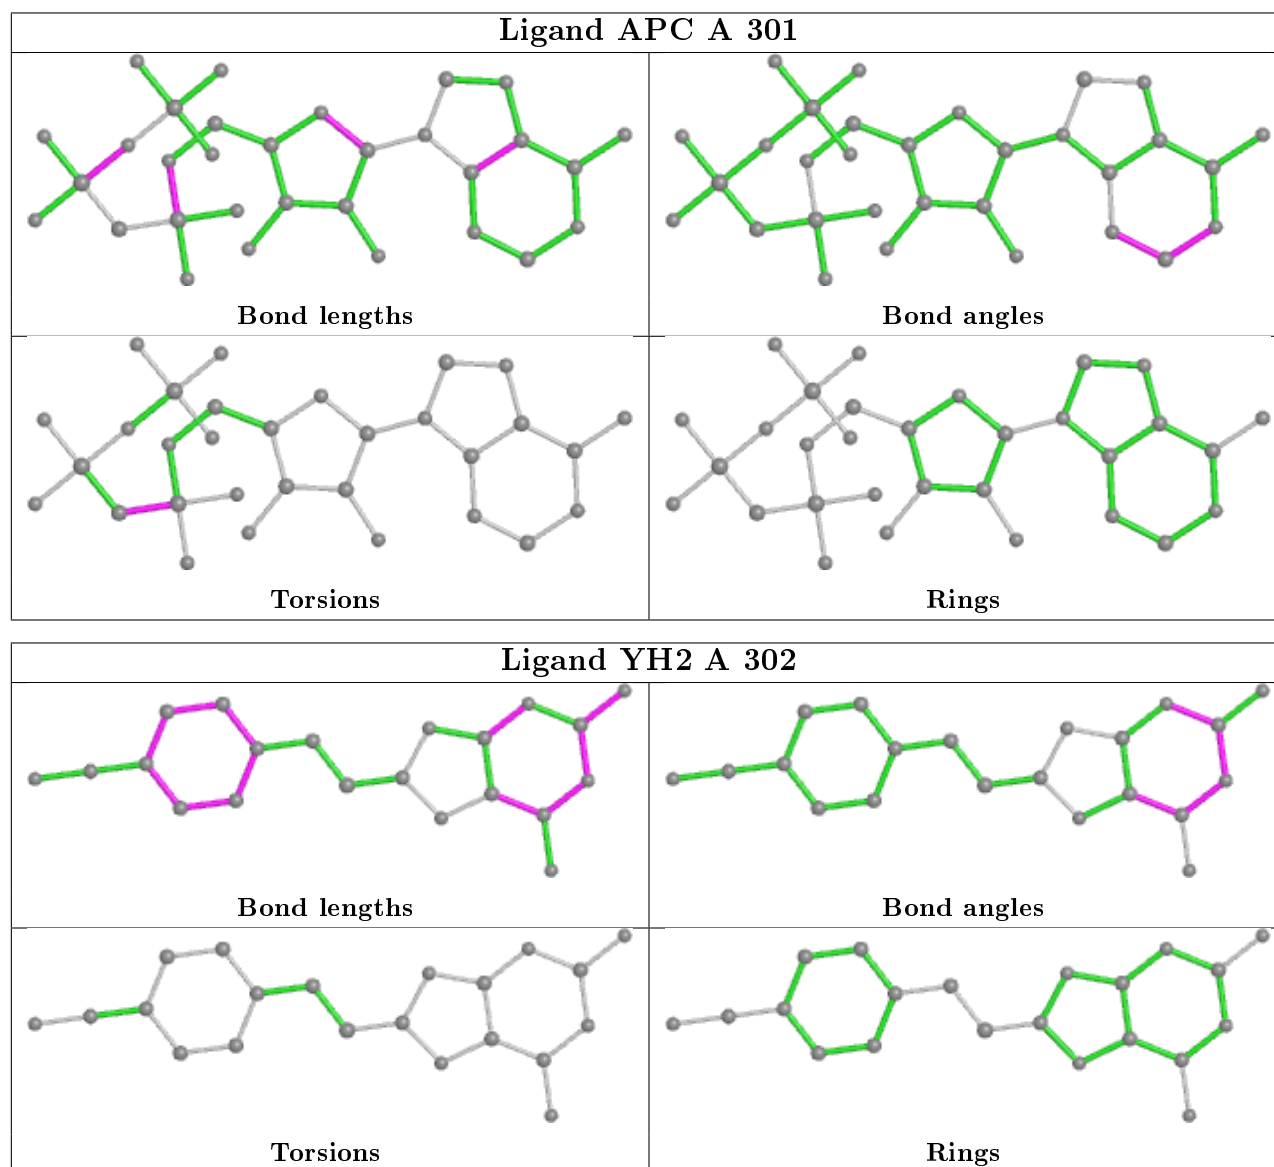 Ligand APC A 301
Bond lengths
Bond angles
Torsions
Rings
Ligand YH2 A 302
Bond lengths
Bond angles
Torsions
Rings